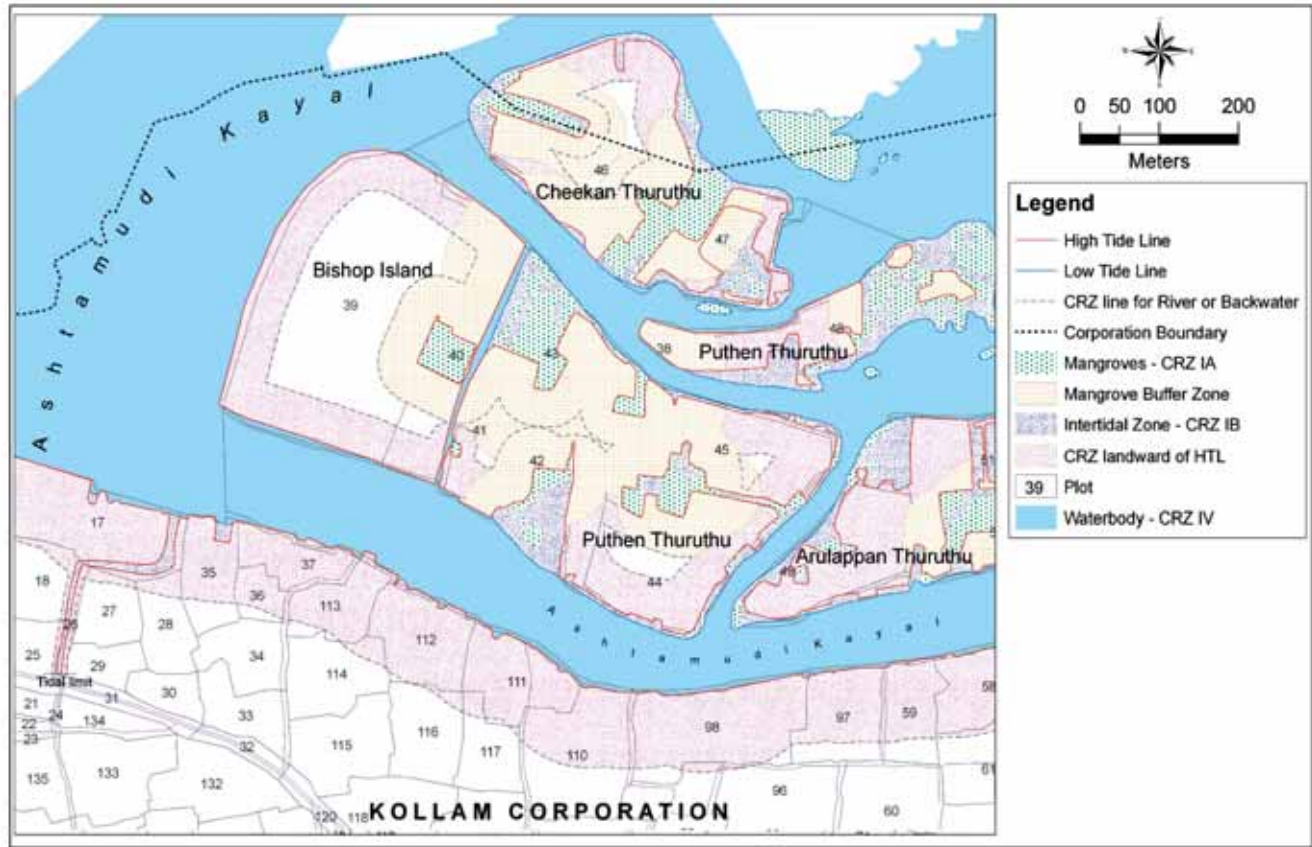 Ashtamudi Kayal
46
Cheekan Thuruthu
47
Bishop Island
39
40
43
38
Puthen Thuruthu
48
41
42
45
Puthen Thuruthu
44
Arulappan Thuruthu
49
51
Ashtamudi Kayal
17
18
35
37
36
113
27
28
26
112
25
29
34
Tidal limit
114
111
58
21
31
30
24
33
116
98
97
59
22
134
23
32
115
117
110
61
135
133
132
96
60
120
118
KOLLAM CORPORATION
N
0 50 100 200
Meters
Legend
High Tide Line
Low Tide Line
CRZ line for River or Backwater
Corporation Boundary
Mangroves - CRZ IA
Mangrove Buffer Zone
Intertidal Zone - CRZ IB
CRZ landward of HTL
39 Plot
Waterbody - CRZ IV